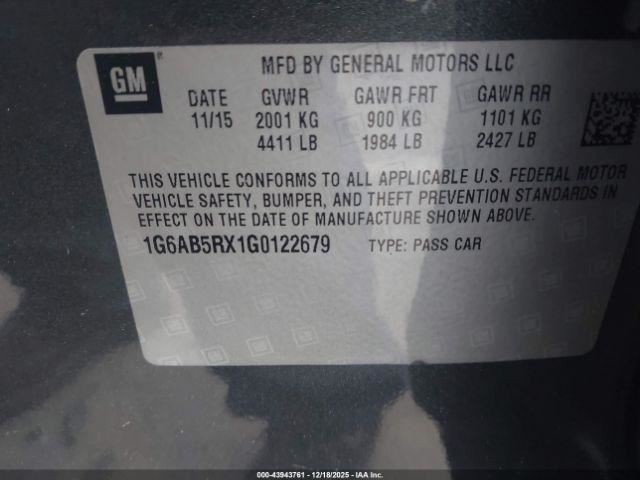 GM
MFD BY GENERAL MOTORS LLC
DATE GVWR GAWR FRT GAWR RR
11/15 2001 KG 900 KG 1101 KG
4411 LB 1984 LB 2427 LB
THIS VEHICLE CONFORMS TO ALL APPLICABLE U.S. FEDERAL MOTOR
VEHICLE SAFETY, BUMPER, AND THEFT PREVENTION STANDARDS IN
EFFECT ON THE DATE OF MANUFACTURE SHOWN ABOVE.
1G6AB5RX1G0122679 TYPE: PASS CAR
000-43943761 - 12/18/2025 - IAA Inc.